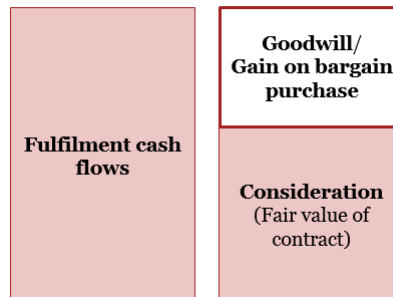 Fulfilment cash
flows
Goodwill/
Gain on bargain
purchase
Consideration
(Fair value of
contract)